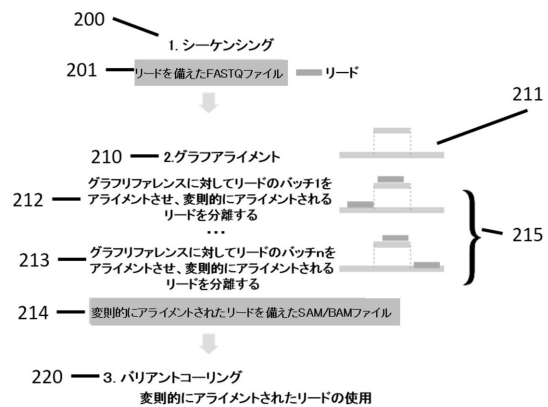 200
1. シーケンシング
201
リードを備えたFASTQファイル
リード
211
210
2.グラフアライメント
212
グラフリファレンスに対してリードのバッチ1を
アライメントさせ、変則的にアライメントされる
リードを分離する
...
215
213
グラフリファレンスに対してリードのバッチnを
アライメントさせ、変則的にアライメントされる
リードを分離する
214
変則的にアライメントされたリードを備えたSAM/BAMファイル
220
3. バリアントコーリング
変則的にアライメントされたリードの使用